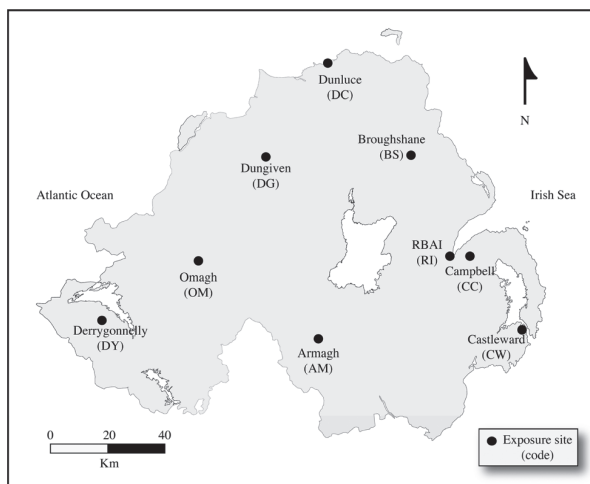 Dunluce
(DC)
N
Broughshane
(BS)
Dungiven
(DG)
Atlantic Ocean
Irish Sea
RBAI
(RI)
Campbell
(CC)
Omagh
(OM)
Derrygonnelly
(DY)
Armagh
(AM)
Castleward
(CW)
0 20 40
Km
Exposure site
(code)